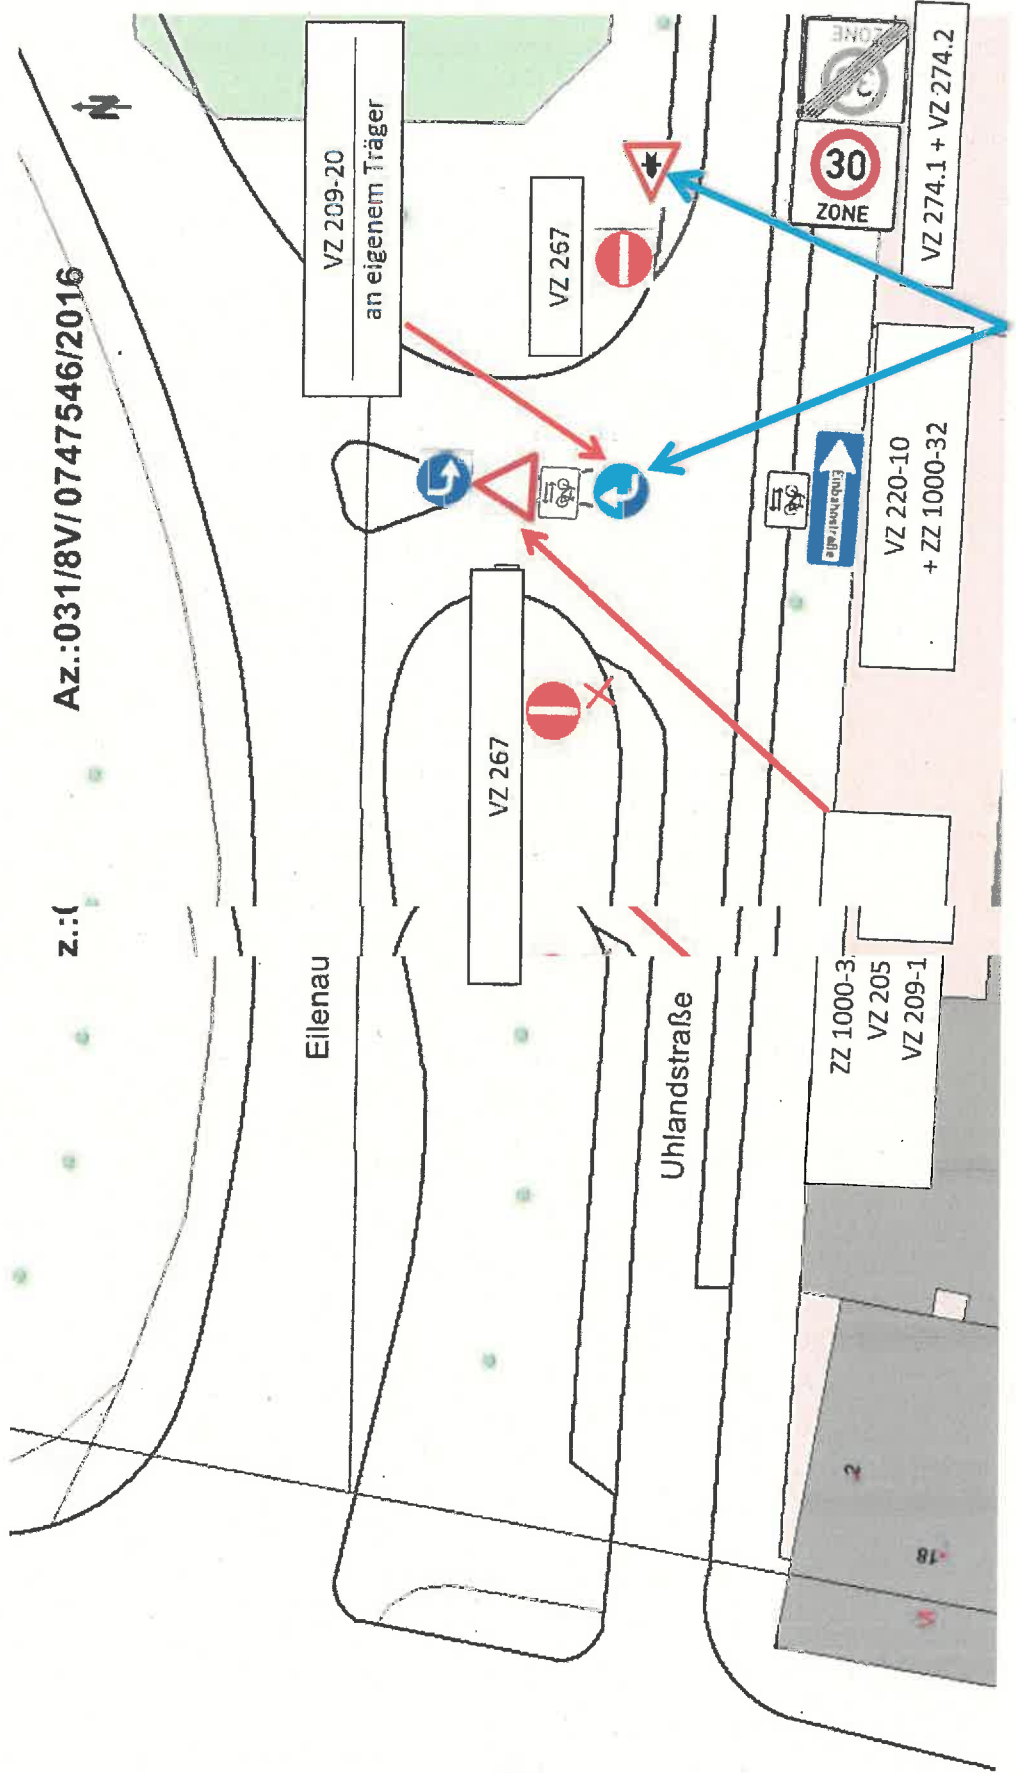 Az.:031/8V/0747546/2016
z.:(
N
VZ 209-20
an eigenem Träger
VZ 267
VZ 267
Eilenau
Uhlandstraße
30
ZONE
ZONE
VZ 274.1 + VZ 274.2
Einbahnstraße
VZ 220-10
+ ZZ 1000-32
ZZ 1000-3
VZ 205
VZ 209-1
2
18
VI